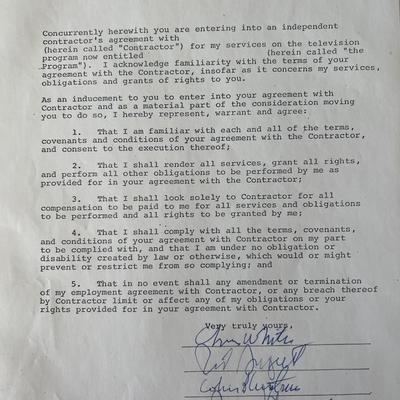 Concurrently herewith you are entering into an independent
contractor's agreement with
(herein called "Contractor") for my services on the television
program now entitled (herein called "the
Program"). I acknowledge familiarity with the terms of your
agreement with the Contractor, insofar as it concerns my services,
obligations and grants of rights to you.
As an inducement to you to enter into your agreement with
Contractor and as a material part of the consideration moving
you to do so, I hereby represent, warrant and agree:
1. That I am familiar with each and all of the terms,
covenants and conditions of your agreement with the Contractor,
and consent to the execution thereof;
2. That I shall render all services, grant all rights,
and perform all other obligations to be performed by me as
provided for in your agreement with the Contractor;
3. That I shall look solely to Contractor for all
compensation to be paid to me for all services and obligations
to be performed and all rights to be granted by me;
4. That I shall comply with all the terms, covenants,
and conditions of your agreement with Contractor on my part
to be complied with, and that I am under no obligation or
disability created by law or otherwise, which would or might
prevent or restrict me from so complying; and
5. That in no event shall any amendment or termination
of my employment agreement with Contractor, or any breach thereof
by Contractor limit or affect any of my obligations or your
rights provided for in your agreement with Contractor.
Very truly yours,